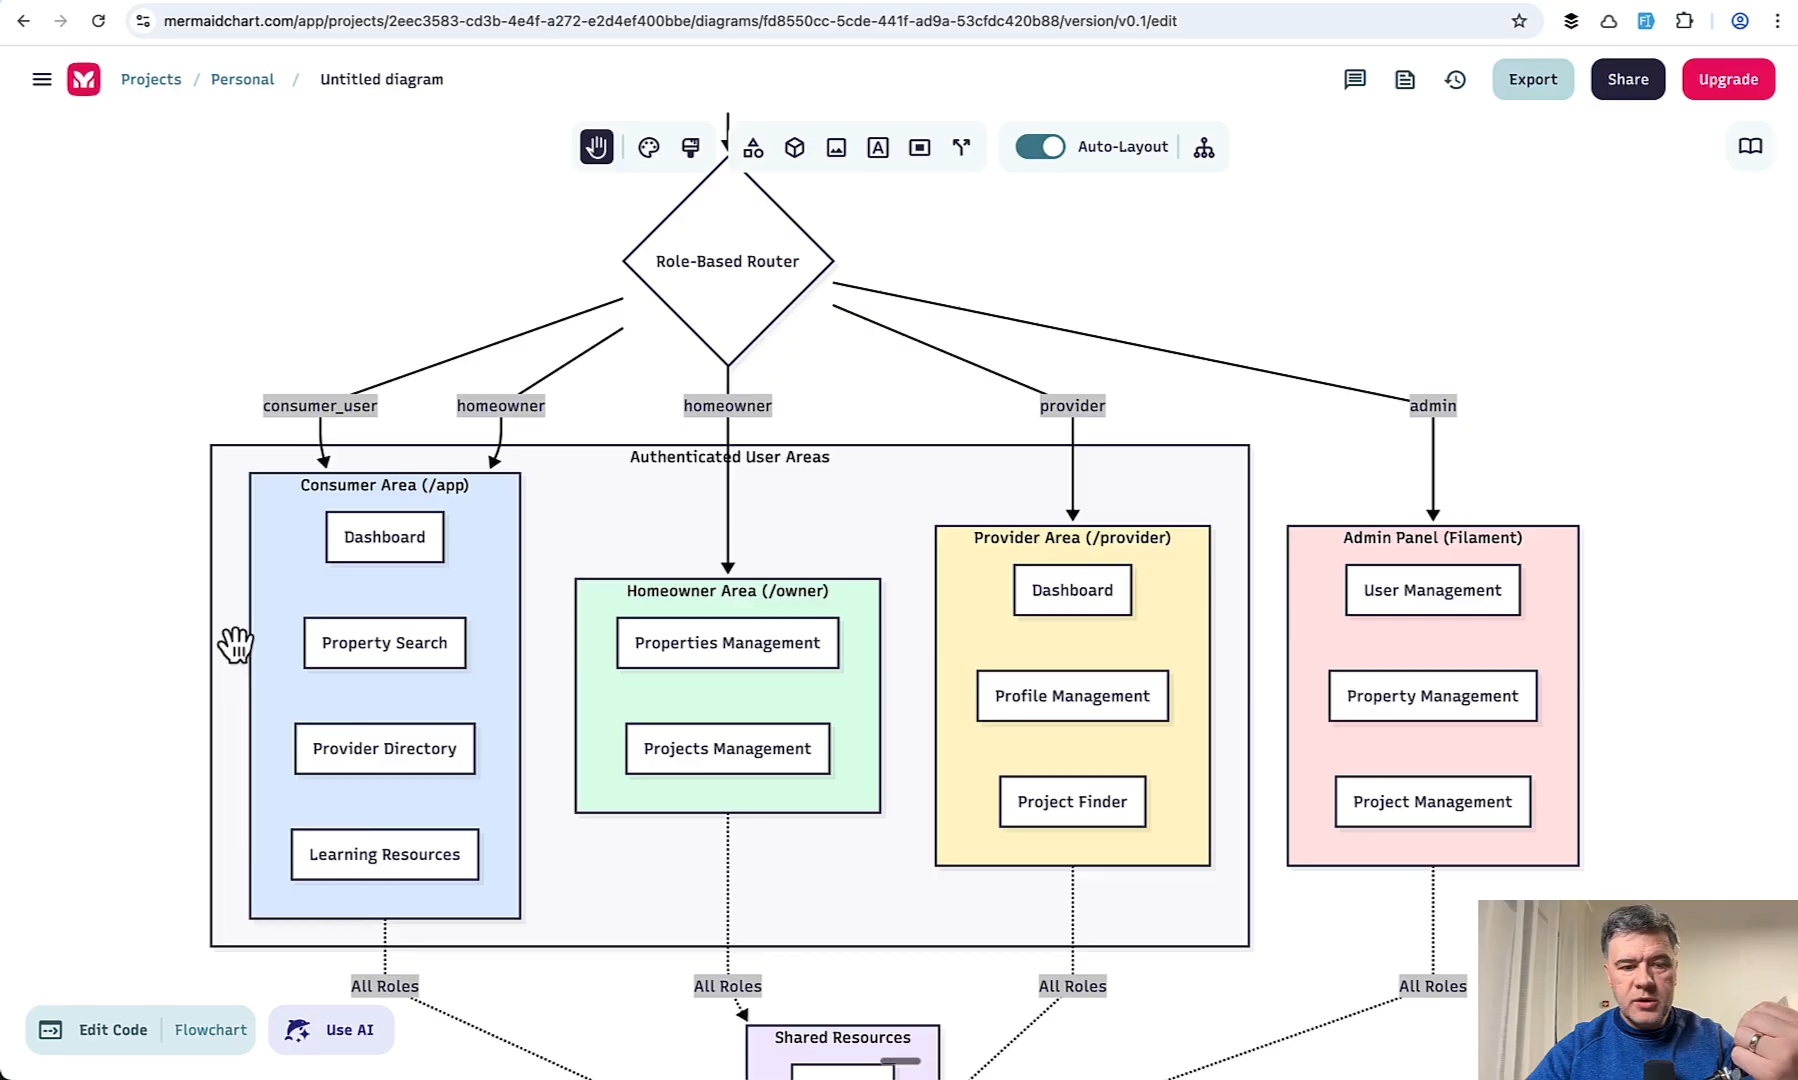 mermaidchart.com/app/projects/2eec3583-cd3b-4e4f-a272-e2d4ef400bbe/diagrams/fd8550cc-5cde-441f-ad9a-53cfdc420b88/version/v0.1/edit
Projects / Personal / Untitled diagram
Export
Share
Upgrade
Auto-Layout
Role-Based Router
consumer_user
homeowner
homeowner
provider
admin
Authenticated User Areas
Consumer Area (/app)
Dashboard
Property Search
Provider Directory
Learning Resources
Homeowner Area (/owner)
Properties Management
Projects Management
Provider Area (/provider)
Dashboard
Profile Management
Project Finder
Admin Panel (Filament)
User Management
Property Management
Project Management
All Roles
All Roles
All Roles
All Roles
Shared Resources
Edit Code
Flowchart
Use AI